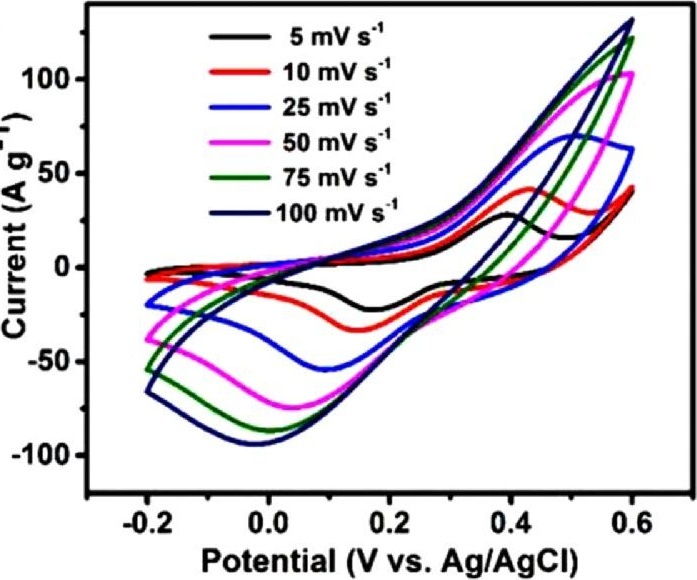 5 mV s⁻¹
10 mV s⁻¹
25 mV s⁻¹
50 mV s⁻¹
75 mV s⁻¹
100 mV s⁻¹
100
50
0
-50
-100
Current (A g⁻¹)
-0.2 0.0 0.2 0.4 0.6
Potential (V vs. Ag/AgCl)